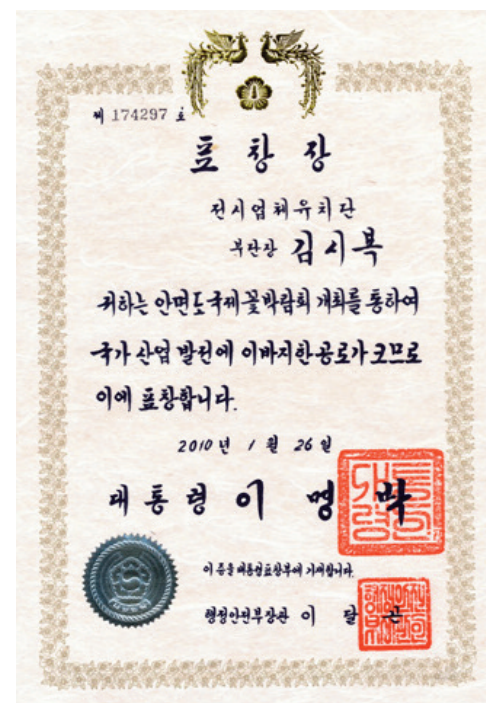 제 174297 호
표창장
전시업체유치단
부단장 김시복
귀하는 안면도국제꽃박람회 개최를 통하여
국가 산업 발전에 이바지한 공로가 크므로
이에 표창합니다.
2010년 1월 26일
대통령 이명박
이 증을 대통령표창부에 기재합니다.
행정안전부장관 이달곤